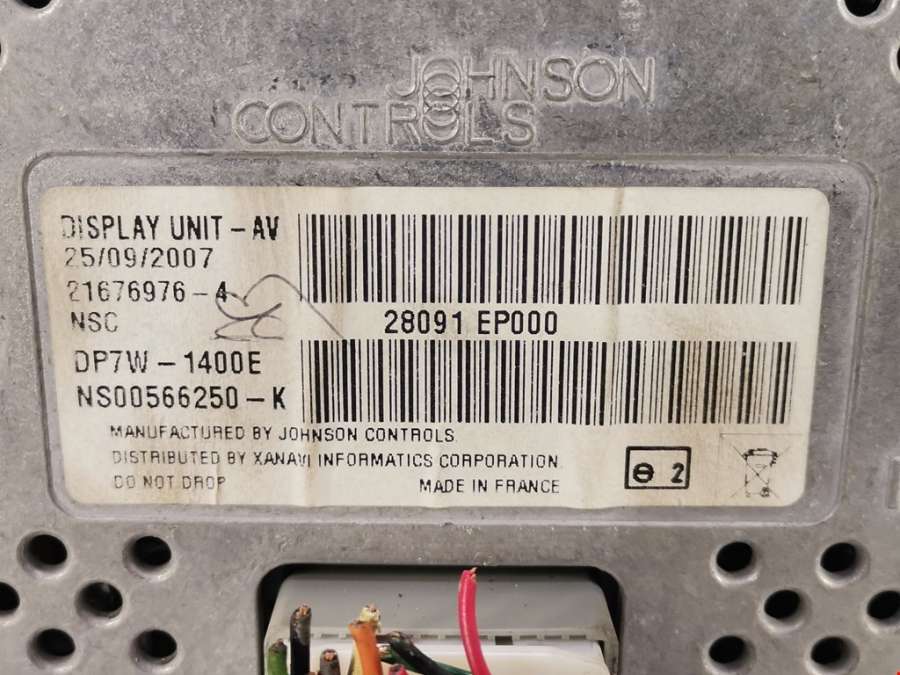 JOHNSON
CONTROLS
DISPLAY UNIT - AV
25/09/2007
21676976 - 4
NSC
28091 EP000
DP7W - 1400E
NS00566250 - K
MANUFACTURED BY JOHNSON CONTROLS
DISTRIBUTED BY XANAVI INFORMATICS CORPORATION
DO NOT DROP
MADE IN FRANCE
2